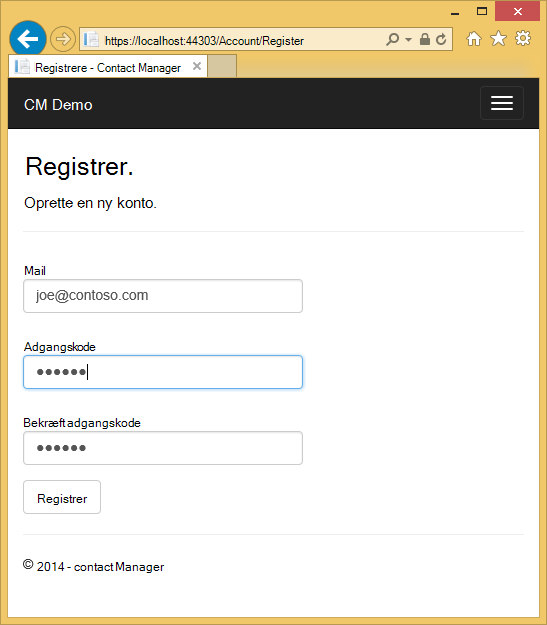 https://localhost:44303/Account/Register
Registrere - Contact Manager
CM Demo
Registrer.
Oprette en ny konto.
Mail
joe@contoso.com
Adgangskode
●●●●●●
Bekræft adgangskode
●●●●●●
Registrer
© 2014 - contact Manager